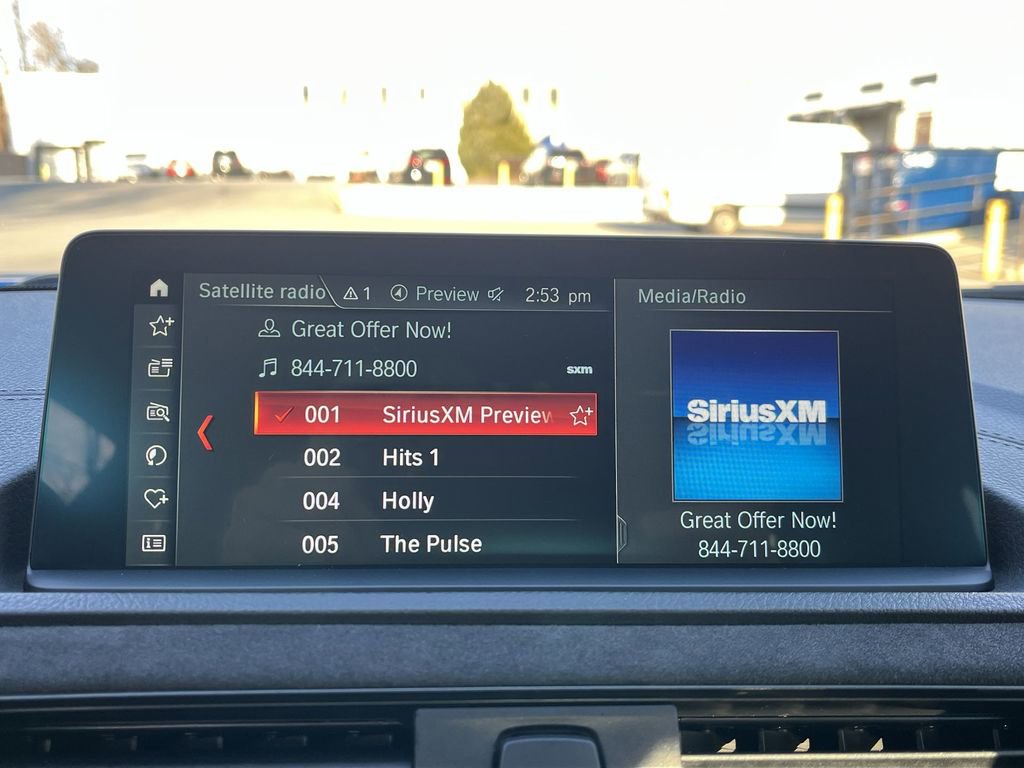 Satellite radio 1 Preview 2:53 pm
Great Offer Now!
844-711-8800 sxm
001 SiriusXM Preview
002 Hits 1
004 Holly
005 The Pulse
Media/Radio
SiriusXM
Great Offer Now!
844-711-8800